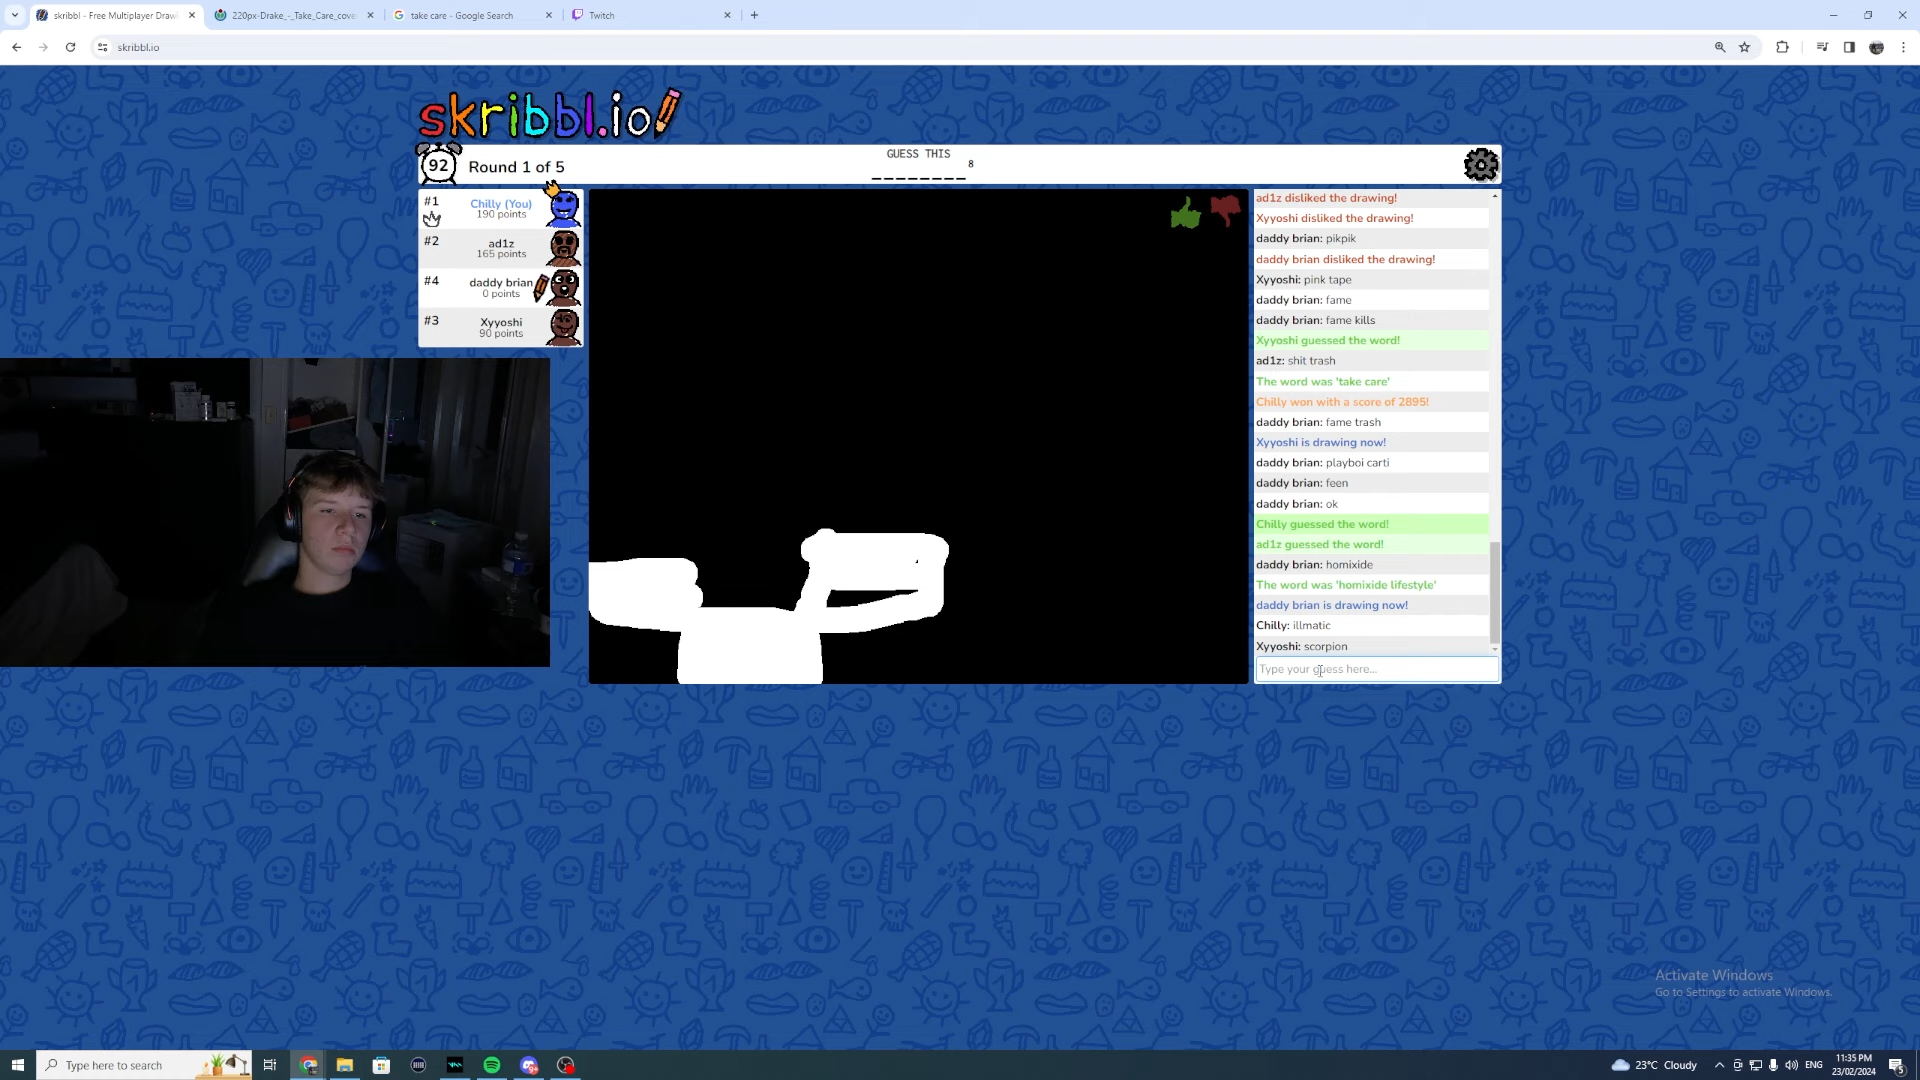 skribbl - Free Multiplayer Drawi
220px-Drake_-_Take_Care_cove
take care - Google Search
Twitch
skribbl.io
skribbl.io
92
Round 1 of 5
GUESS THIS
________ 8
#1
Chilly (You)
190 points
#2
ad1z
165 points
#4
daddy brian
0 points
#3
Xyyoshi
90 points
ad1z disliked the drawing!
Xyyoshi disliked the drawing!
daddy brian: pikpik
daddy brian disliked the drawing!
Xyyoshi: pink tape
daddy brian: fame
daddy brian: fame kills
Xyyoshi guessed the word!
ad1z: shit trash
The word was 'take care'
Chilly won with a score of 2895!
daddy brian: fame trash
Xyyoshi is drawing now!
daddy brian: playboi carti
daddy brian: feen
daddy brian: ok
Chilly guessed the word!
ad1z guessed the word!
daddy brian: homixide
The word was 'homixide lifestyle'
daddy brian is drawing now!
Chilly: illmatic
Xyyoshi: scorpion
Type your guess here...
Activate Windows
Go to Settings to activate Windows.
Type here to search
23°C Cloudy
ENG
11:35 PM
23/02/2024
5